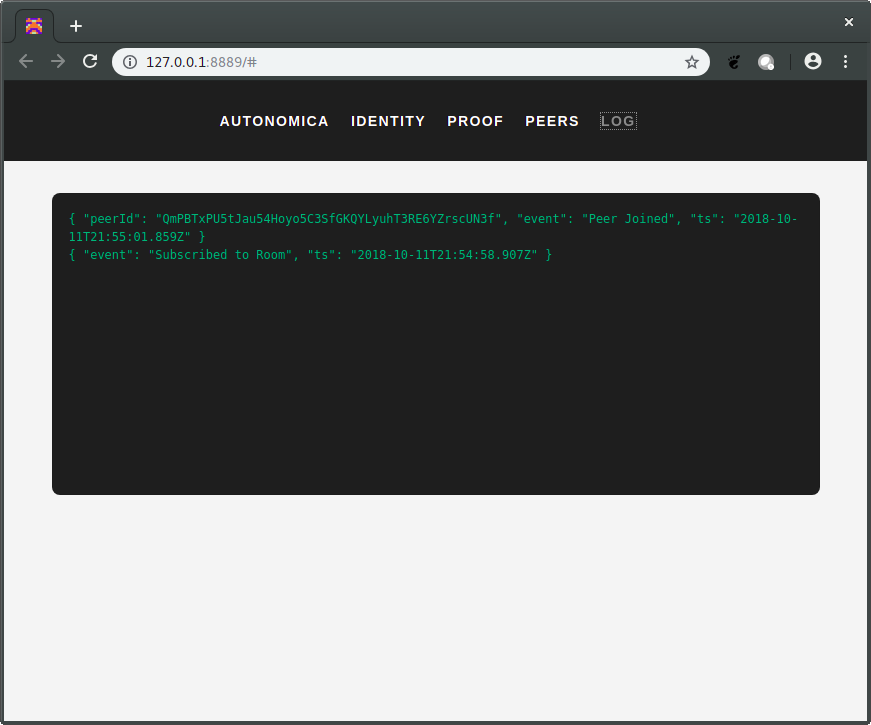 127.0.0.1:8889/#
AUTONOMICA IDENTITY PROOF PEERS LOG
{ "peerId": "QmPBTxPU5tJau54Hoyo5C3SfGKQYLyuhT3RE6YZrscUN3f", "event": "Peer Joined", "ts": "2018-10-
11T21:55:01.859Z" }
{ "event": "Subscribed to Room", "ts": "2018-10-11T21:54:58.907Z" }